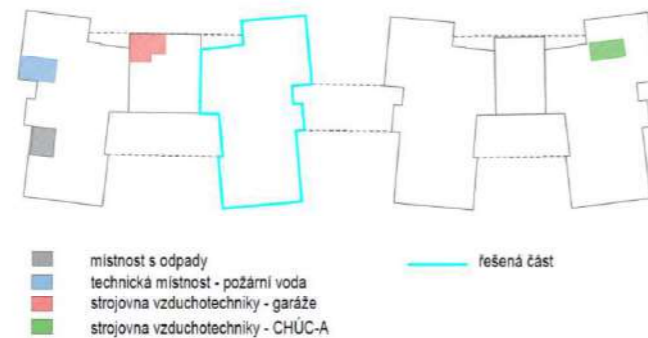 místnost s odpady
technická místnost - požární voda
strojovna vzduchotechniky - garáže
strojovna vzduchotechniky - CHÚC-A
řešená část